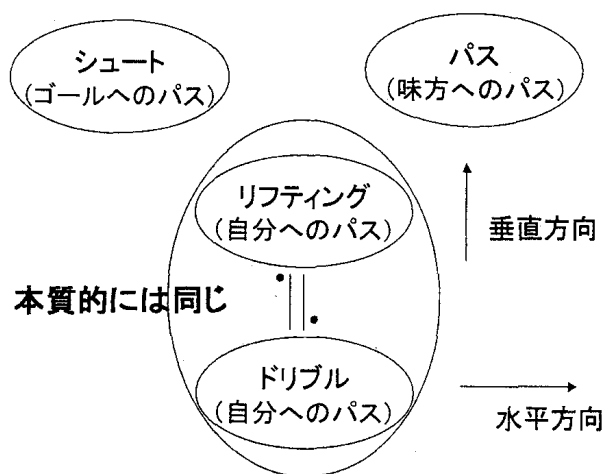 シュート
(ゴールへのパス)
パス
(味方へのパス)
リフティング
(自分へのパス)
垂直方向
本質的には同じ
ドリブル
(自分へのパス)
水平方向